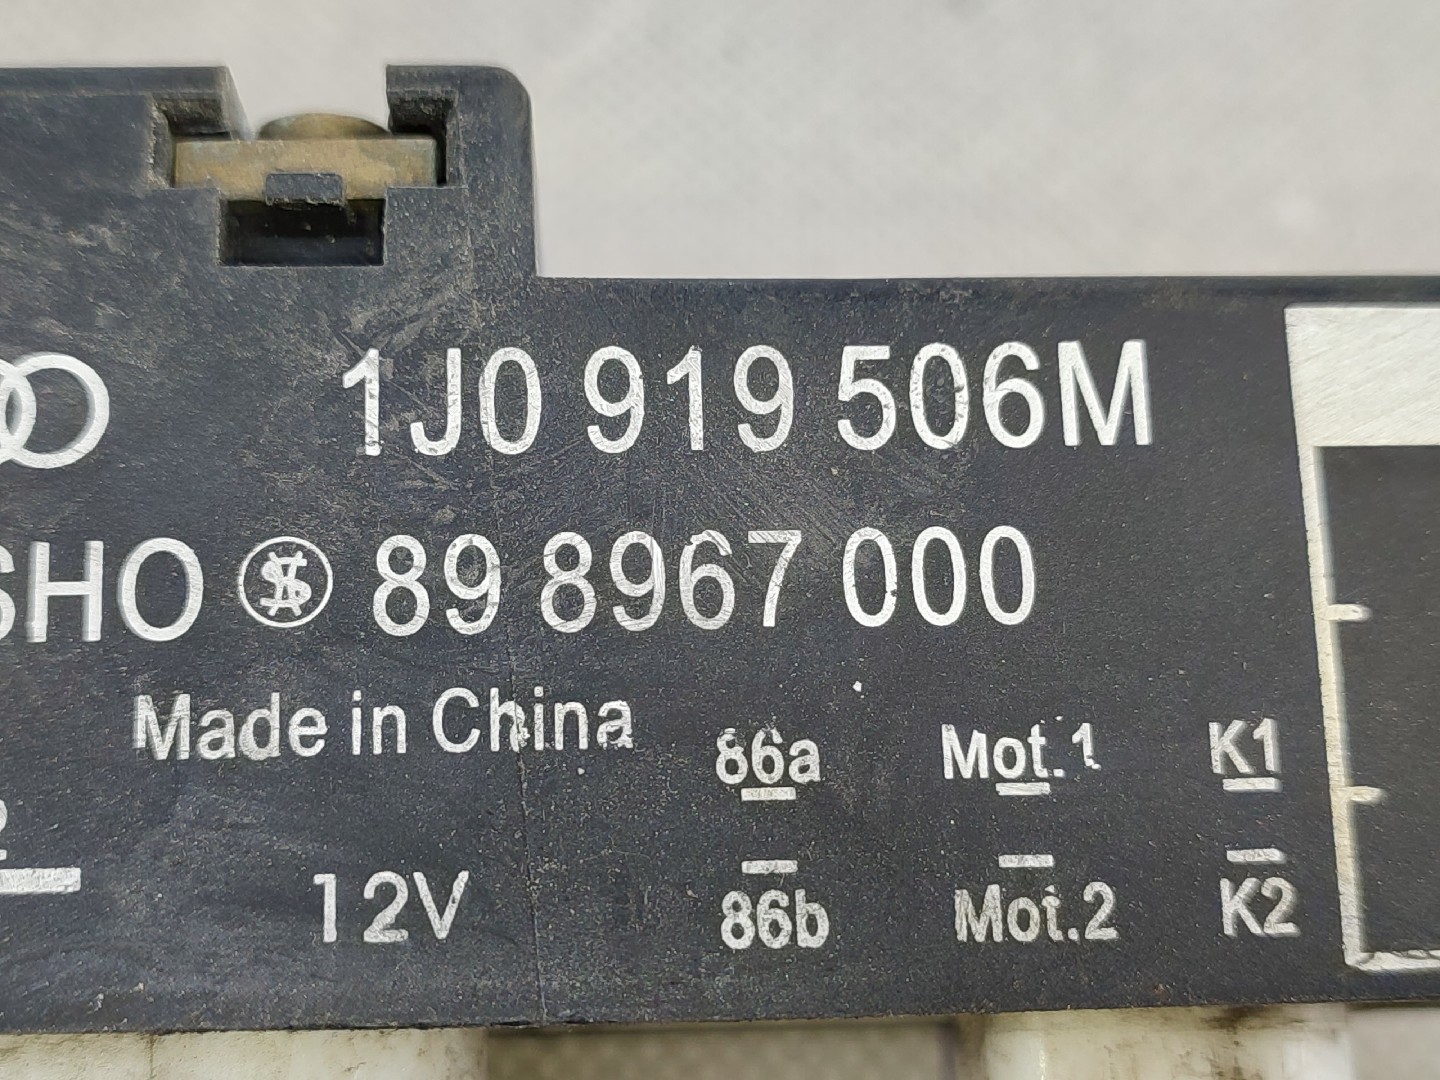 1J0 919 506M
SHO 89 8967 000
Made in China
86a Mot.1 K1
2
12V 86b Mot.2 K2